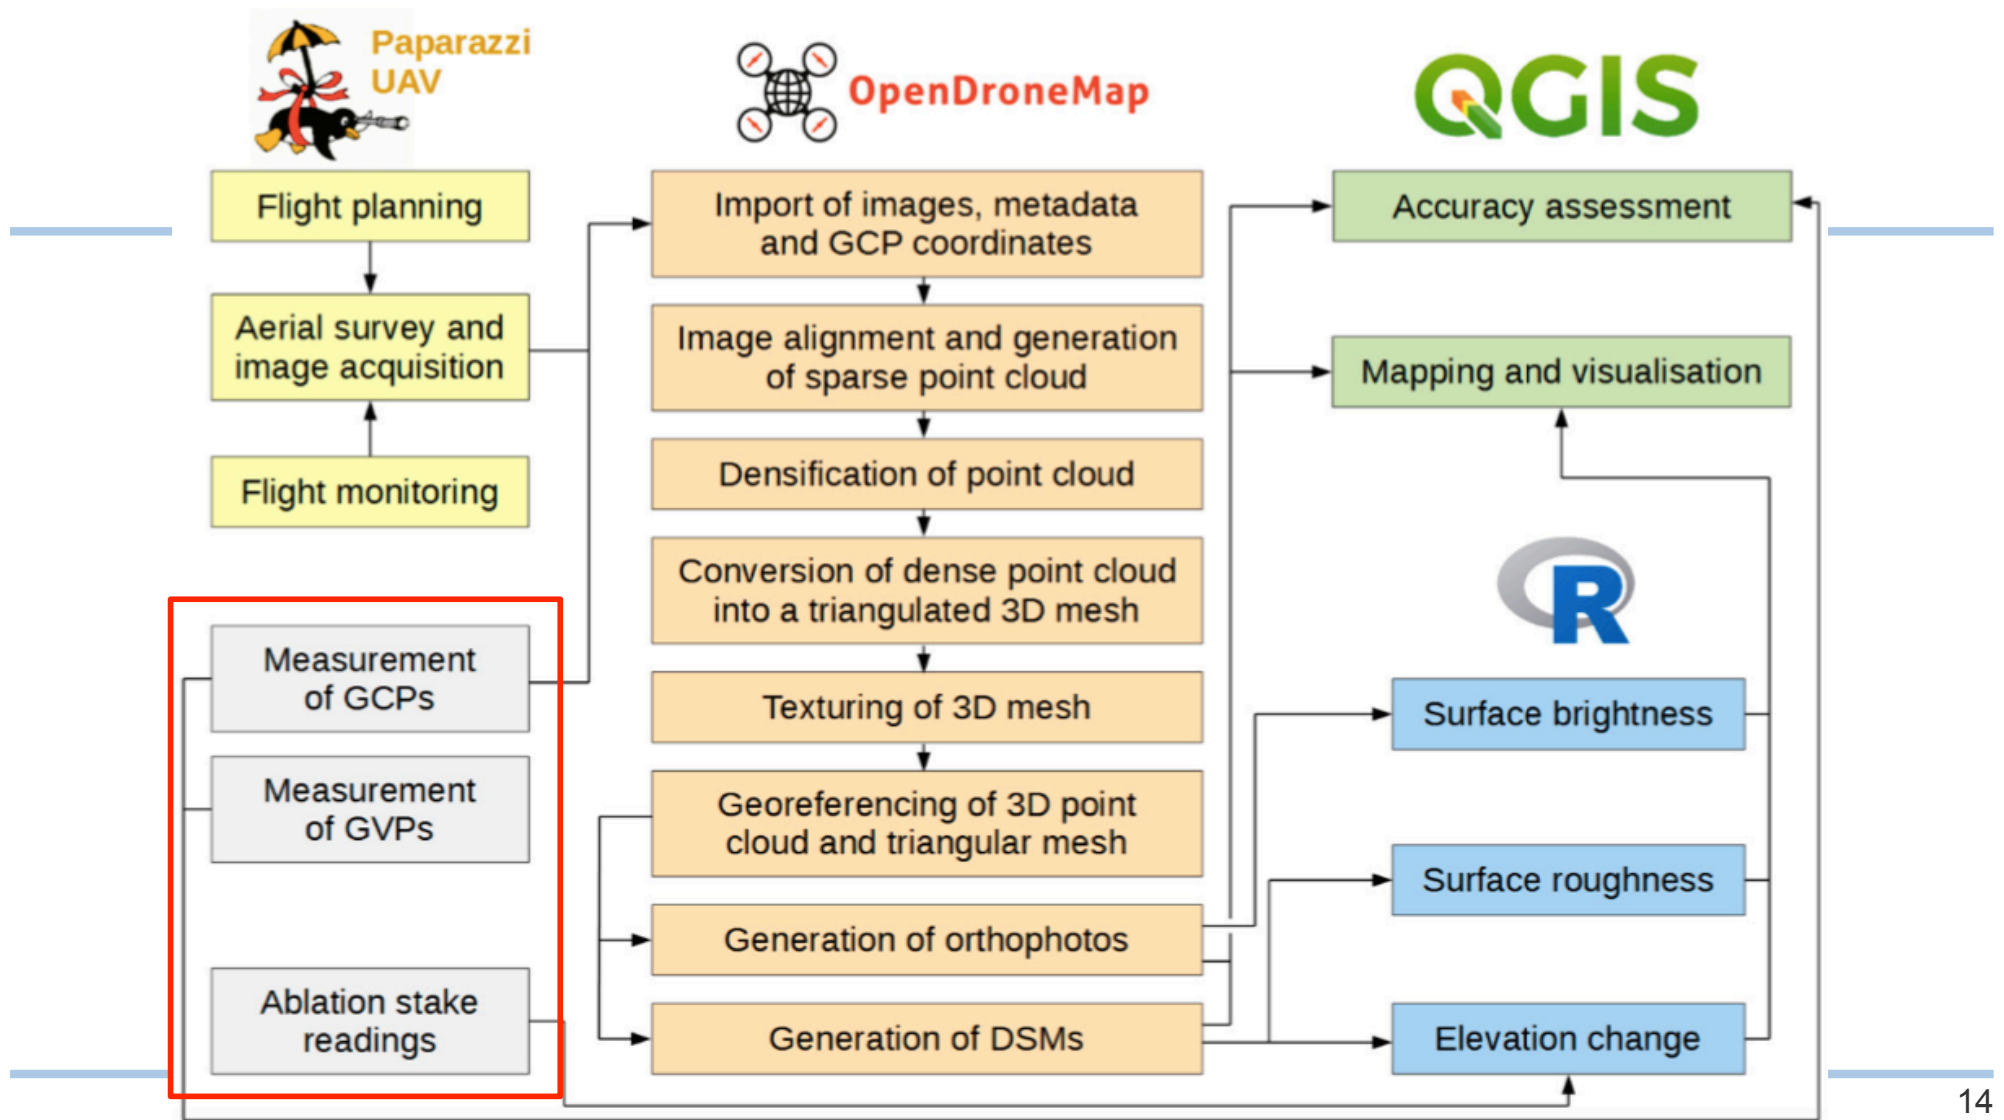 Paparazzi
UAV
Flight planning
Aerial survey and
image acquisition
Flight monitoring
Measurement
of GCPs
Measurement
of GVPs
Ablation stake
readings
OpenDroneMap
Import of images, metadata
and GCP coordinates
Image alignment and generation
of sparse point cloud
Densification of point cloud
Conversion of dense point cloud
into a triangulated 3D mesh
Texturing of 3D mesh
Georeferencing of 3D point
cloud and triangular mesh
Generation of orthophotos
Generation of DSMs
QGIS
Accuracy assessment
Mapping and visualisation
R
Surface brightness
Surface roughness
Elevation change
14